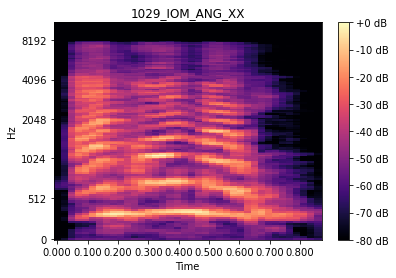 1029_IOM_ANG_XX
8192
4096
2048
1024
512
0
Hz
0.000 0.100 0.200 0.300 0.400 0.500 0.600 0.700 0.800
Time
+0 dB
-10 dB
-20 dB
-30 dB
-40 dB
-50 dB
-60 dB
-70 dB
-80 dB